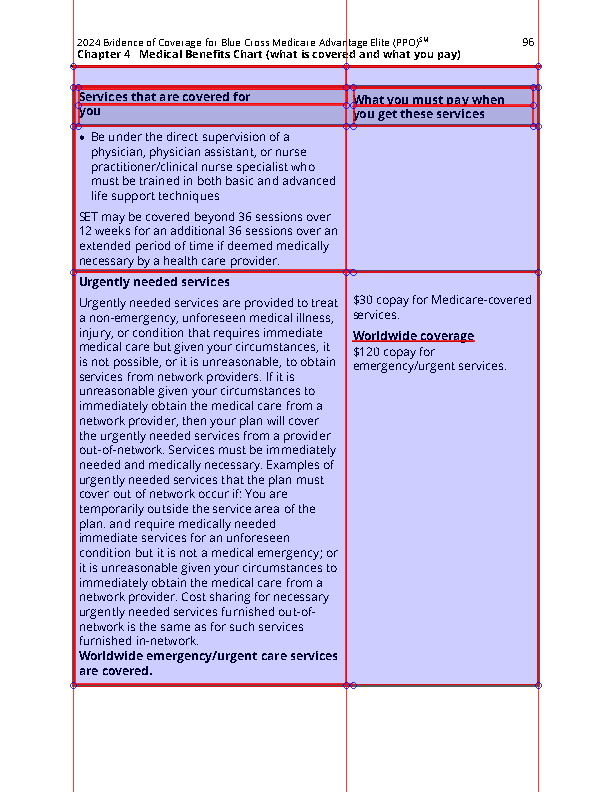 2024 Evidence of Coverage for Blue Cross Medicare Advantage Elite (PPO)℠ 96
Chapter 4 Medical Benefits Chart (what is covered and what you pay)
Services that are covered for
you
What you must pay when
you get these services
• Be under the direct supervision of a
physician, physician assistant, or nurse
practitioner/clinical nurse specialist who
must be trained in both basic and advanced
life support techniques
SET may be covered beyond 36 sessions over
12 weeks for an additional 36 sessions over an
extended period of time if deemed medically
necessary by a health care provider.
Urgently needed services
Urgently needed services are provided to treat
a non-emergency, unforeseen medical illness,
injury, or condition that requires immediate
medical care but given your circumstances, it
is not possible, or it is unreasonable, to obtain
services from network providers. If it is
unreasonable given your circumstances to
immediately obtain the medical care from a
network provider, then your plan will cover
the urgently needed services from a provider
out-of-network. Services must be immediately
needed and medically necessary. Examples of
urgently needed services that the plan must
cover out of network occur if: You are
temporarily outside the service area of the
plan. and require medically needed
immediate services for an unforeseen
condition but it is not a medical emergency; or
it is unreasonable given your circumstances to
immediately obtain the medical care from a
network provider. Cost sharing for necessary
urgently needed services furnished out-of-
network is the same as for such services
furnished in-network.
Worldwide emergency/urgent care services
are covered.
$30 copay for Medicare-covered
services.
Worldwide coverage
$120 copay for
emergency/urgent services.